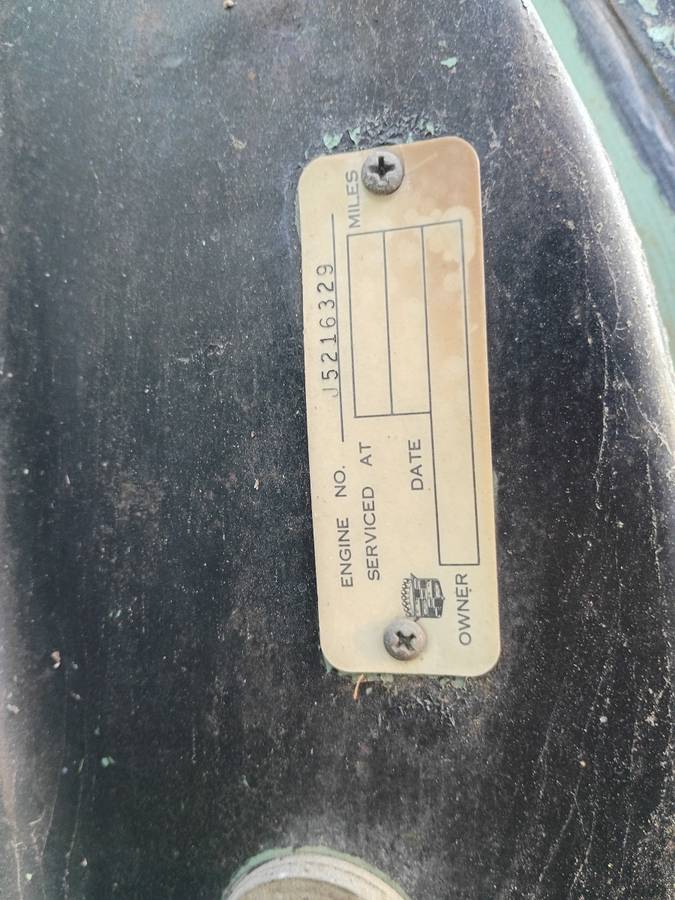 ENGINE NO. J5216329
SERVICED AT MILES
DATE
OWNER